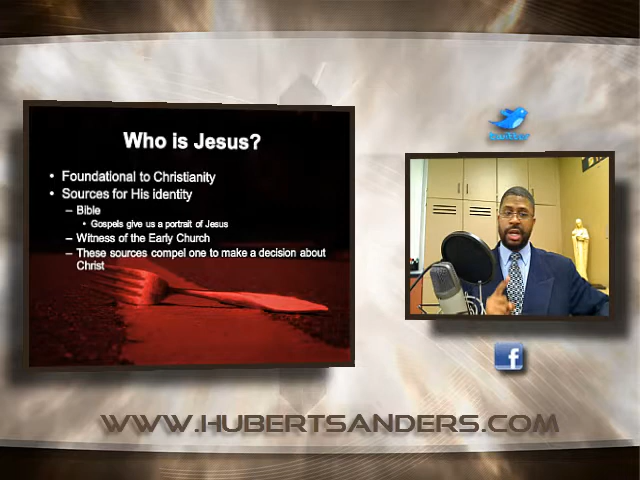 Who is Jesus?
• Foundational to Christianity
• Sources for His identity
– Bible
• Gospels give us a portrait of Jesus
– Witness of the Early Church
– These sources compel one to make a decision about
Christ
f
WWW.HUBERTSANDERS.COM